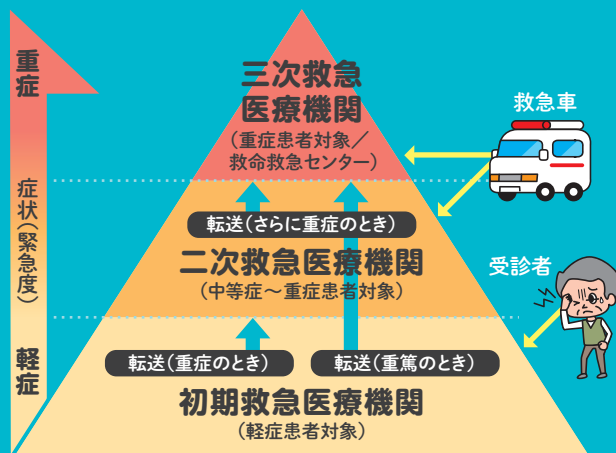 重症
症状(緊急度)
軽症
三次救急
医療機関
(重症患者対象／
救命救急センター)
救急車
転送(さらに重症のとき)
二次救急医療機関
(中等症〜重症患者対象)
受診者
転送(重症のとき)
転送(重篤のとき)
初期救急医療機関
(軽症患者対象)